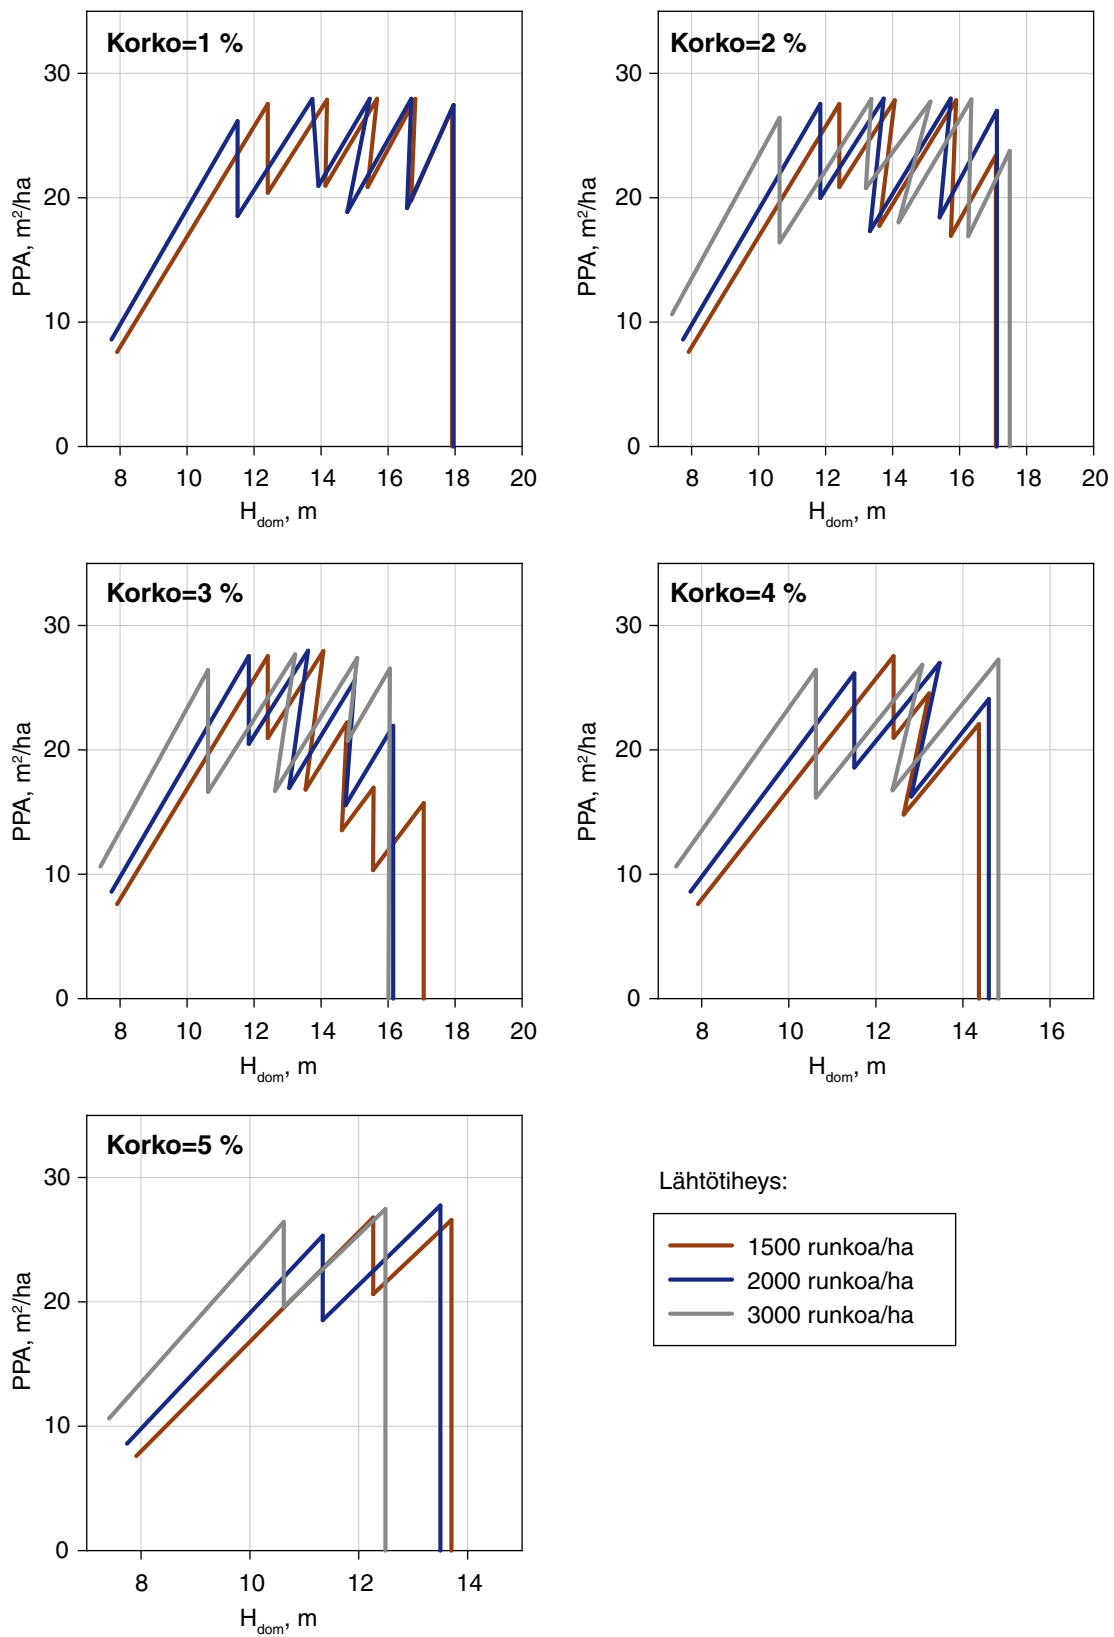 Korko=1 %
30
20
10
0
PPA, m²/ha
8 10 12 14 16 18 20
H_dom, m
Korko=2 %
30
20
10
0
PPA, m²/ha
8 10 12 14 16 18 20
H_dom, m
Korko=3 %
30
20
10
0
PPA, m²/ha
8 10 12 14 16 18 20
H_dom, m
Korko=4 %
30
20
10
0
PPA, m²/ha
8 10 12 14 16
H_dom, m
Korko=5 %
30
20
10
0
PPA, m²/ha
8 10 12 14
H_dom, m
Lähtötiheys:
1500 runkoa/ha
2000 runkoa/ha
3000 runkoa/ha